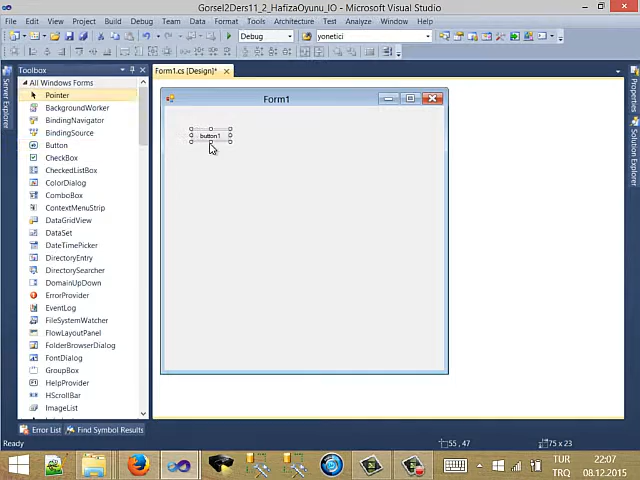 Gorsel2Ders11_2_HafizaOyunu_IO - Microsoft Visual Studio
File Edit View Project Build Debug Team Data Format Tools Architecture Test Analyze Window Help
Debug yonetici
Toolbox
Form1.cs [Design]*
All Windows Forms
Pointer
BackgroundWorker
BindingNavigator
BindingSource
Button
CheckBox
CheckedListBox
ColorDialog
ComboBox
ContextMenuStrip
DataGridView
DataSet
DateTimePicker
DirectoryEntry
DirectorySearcher
DomainUpDown
ErrorProvider
EventLog
FileSystemWatcher
FlowLayoutPanel
FolderBrowserDialog
FontDialog
GroupBox
HelpProvider
HScrollBar
ImageList
Server Explorer
Form1
button1
Properties
Solution Explorer
Error List Find Symbol Results
Ready
55 , 47
75 x 23
TUR
TRQ
22:07
08.12.2015